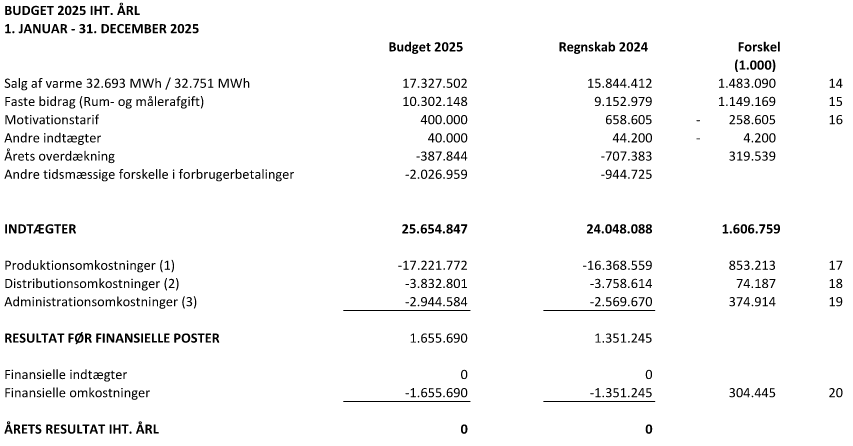 BUDGET 2025 IHT. ÅRL
1. JANUAR - 31. DECEMBER 2025
Budget 2025 Regnskab 2024 Forskel
(1.000)
Salg af varme 32.693 MWh / 32.751 MWh 17.327.502 15.844.412 1.483.090 14
Faste bidrag (Rum- og målerafgift) 10.302.148 9.152.979 1.149.169 15
Motivationstarif 400.000 658.605 - 258.605 16
Andre indtægter 40.000 44.200 - 4.200
Årets overdækning -387.844 -707.383 319.539
Andre tidsmæssige forskelle i forbrugerbetalinger -2.026.959 -944.725
INDTÆGTER 25.654.847 24.048.088 1.606.759
Produktionsomkostninger (1) -17.221.772 -16.368.559 853.213 17
Distributionsomkostninger (2) -3.832.801 -3.758.614 74.187 18
Administrationsomkostninger (3) -2.944.584 -2.569.670 374.914 19
RESULTAT FØR FINANSIELLE POSTER 1.655.690 1.351.245
Finansielle indtægter 0 0
Finansielle omkostninger -1.655.690 -1.351.245 304.445 20
ÅRETS RESULTAT IHT. ÅRL 0 0